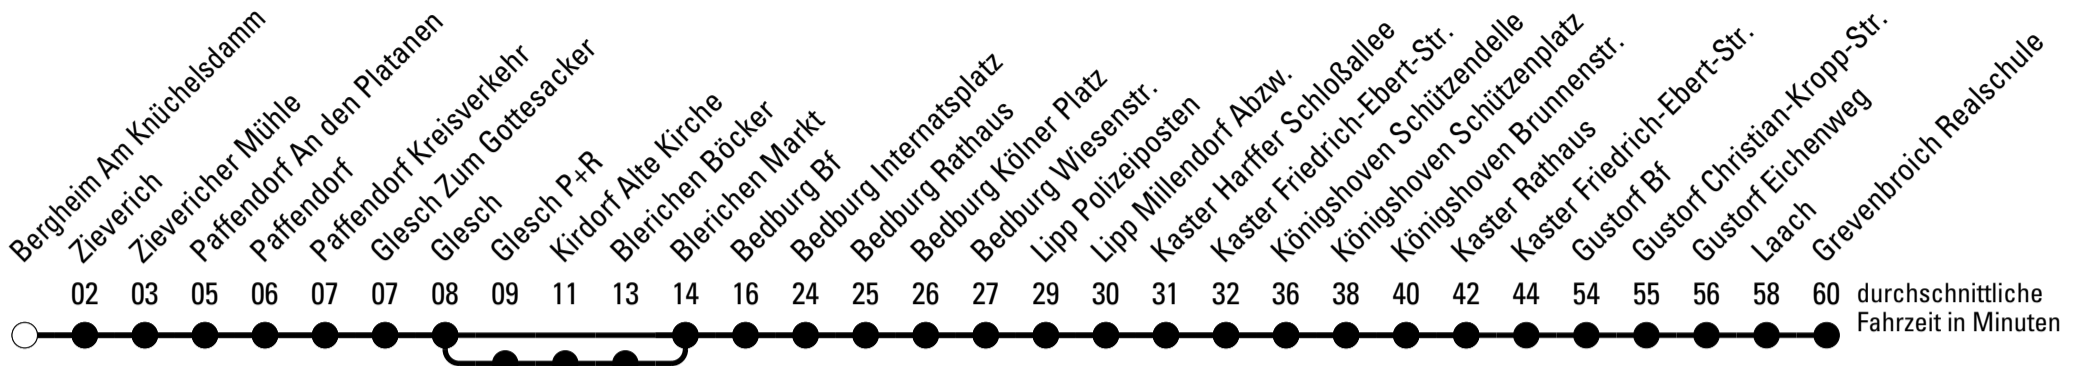 Bergheim Am Knüchelsdamm
Zieverich
Zievericher Mühle
Paffendorf An den Platanen
Paffendorf
Paffendorf Kreisverkehr
Glesch Zum Gottesacker
Glesch
Glesch P+R
Kirdorf Alte Kirche
Blerichen Böcker
Blerichen Markt
Bedburg Bf
Bedburg Internatsplatz
Bedburg Rathaus
Bedburg Kölner Platz
Bedburg Wiesenstr.
Lipp Polizeiposten
Lipp Millendorf Abzw.
Kaster Harffer Schloßallee
Kaster Friedrich-Ebert-Str.
Königshoven Schützendelle
Königshoven Schützenplatz
Königshoven Brunnenstr.
Kaster Rathaus
Kaster Friedrich-Ebert-Str.
Gustorf Bf
Gustorf Christian-Kropp-Str.
Gustorf Eichenweg
Laach
Grevenbroich Realschule
02 03 05 06 07 07 08 09 11 13 14 16 24 25 26 27 29 30 31 32 36 38 40 42 44 54 55 56 58 60 durchschnittliche
Fahrzeit in Minuten